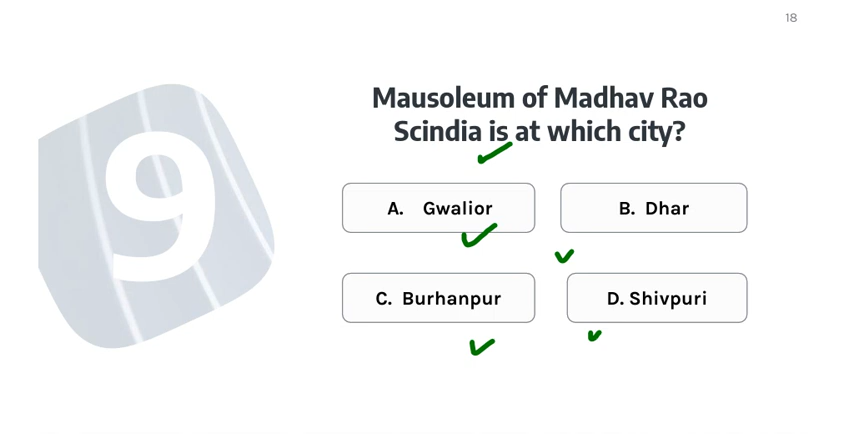 18
9
Mausoleum of Madhav Rao
Scindia is at which city?
A. Gwalior
B. Dhar
C. Burhanpur
D. Shivpuri